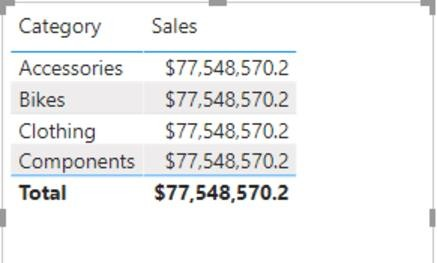 Category Sales
Accessories $77,548,570.2
Bikes $77,548,570.2
Clothing $77,548,570.2
Components $77,548,570.2
Total $77,548,570.2